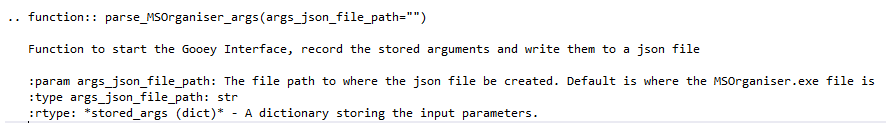 .. function:: parse_MSOrganiser_args(args_json_file_path="")
Function to start the Gooey Interface, record the stored arguments and write them to a json file
:param args_json_file_path: The file path to where the json file be created. Default is where the MSOrganiser.exe file is
:type args_json_file_path: str
:rtype: *stored_args (dict)* - A dictionary storing the input parameters.